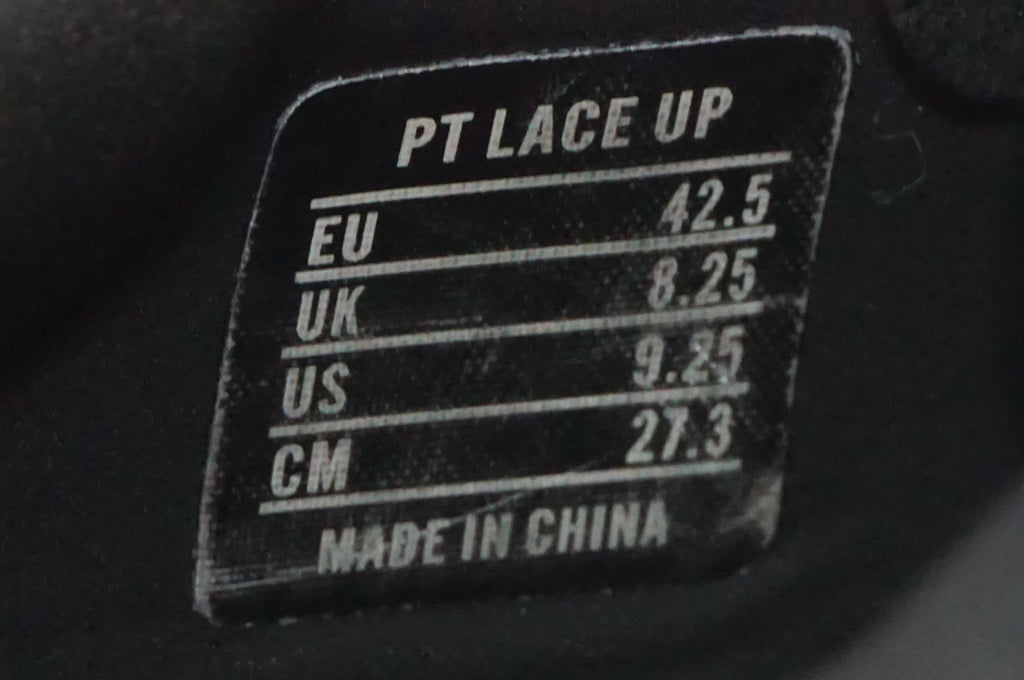 PT LACE UP
EU 42.5
UK 8.25
US 9.25
CM 27.3
MADE IN CHINA